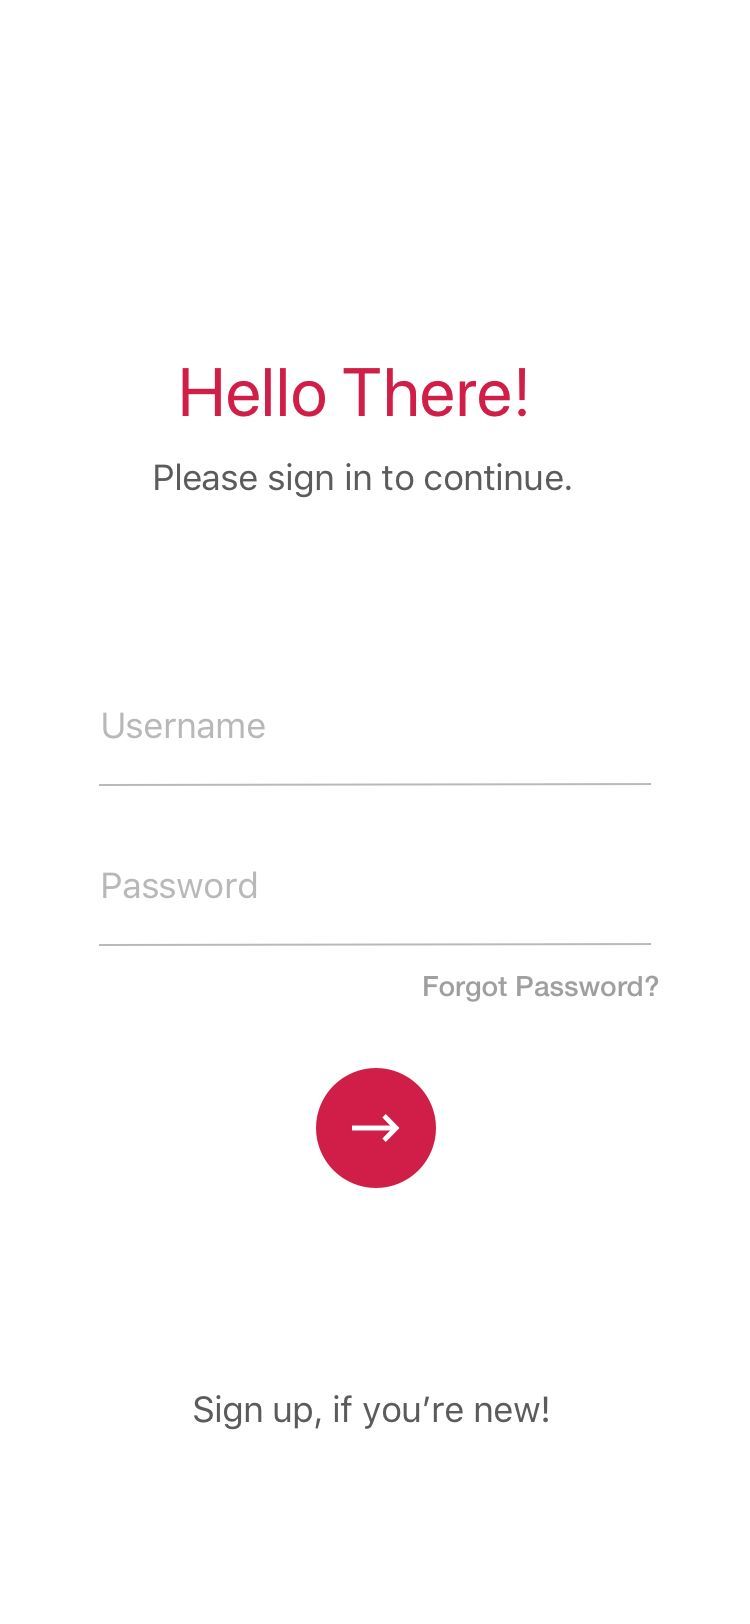 Hello There!
Please sign in to continue.
Username
Password
Forgot Password?
Sign up, if you’re new!